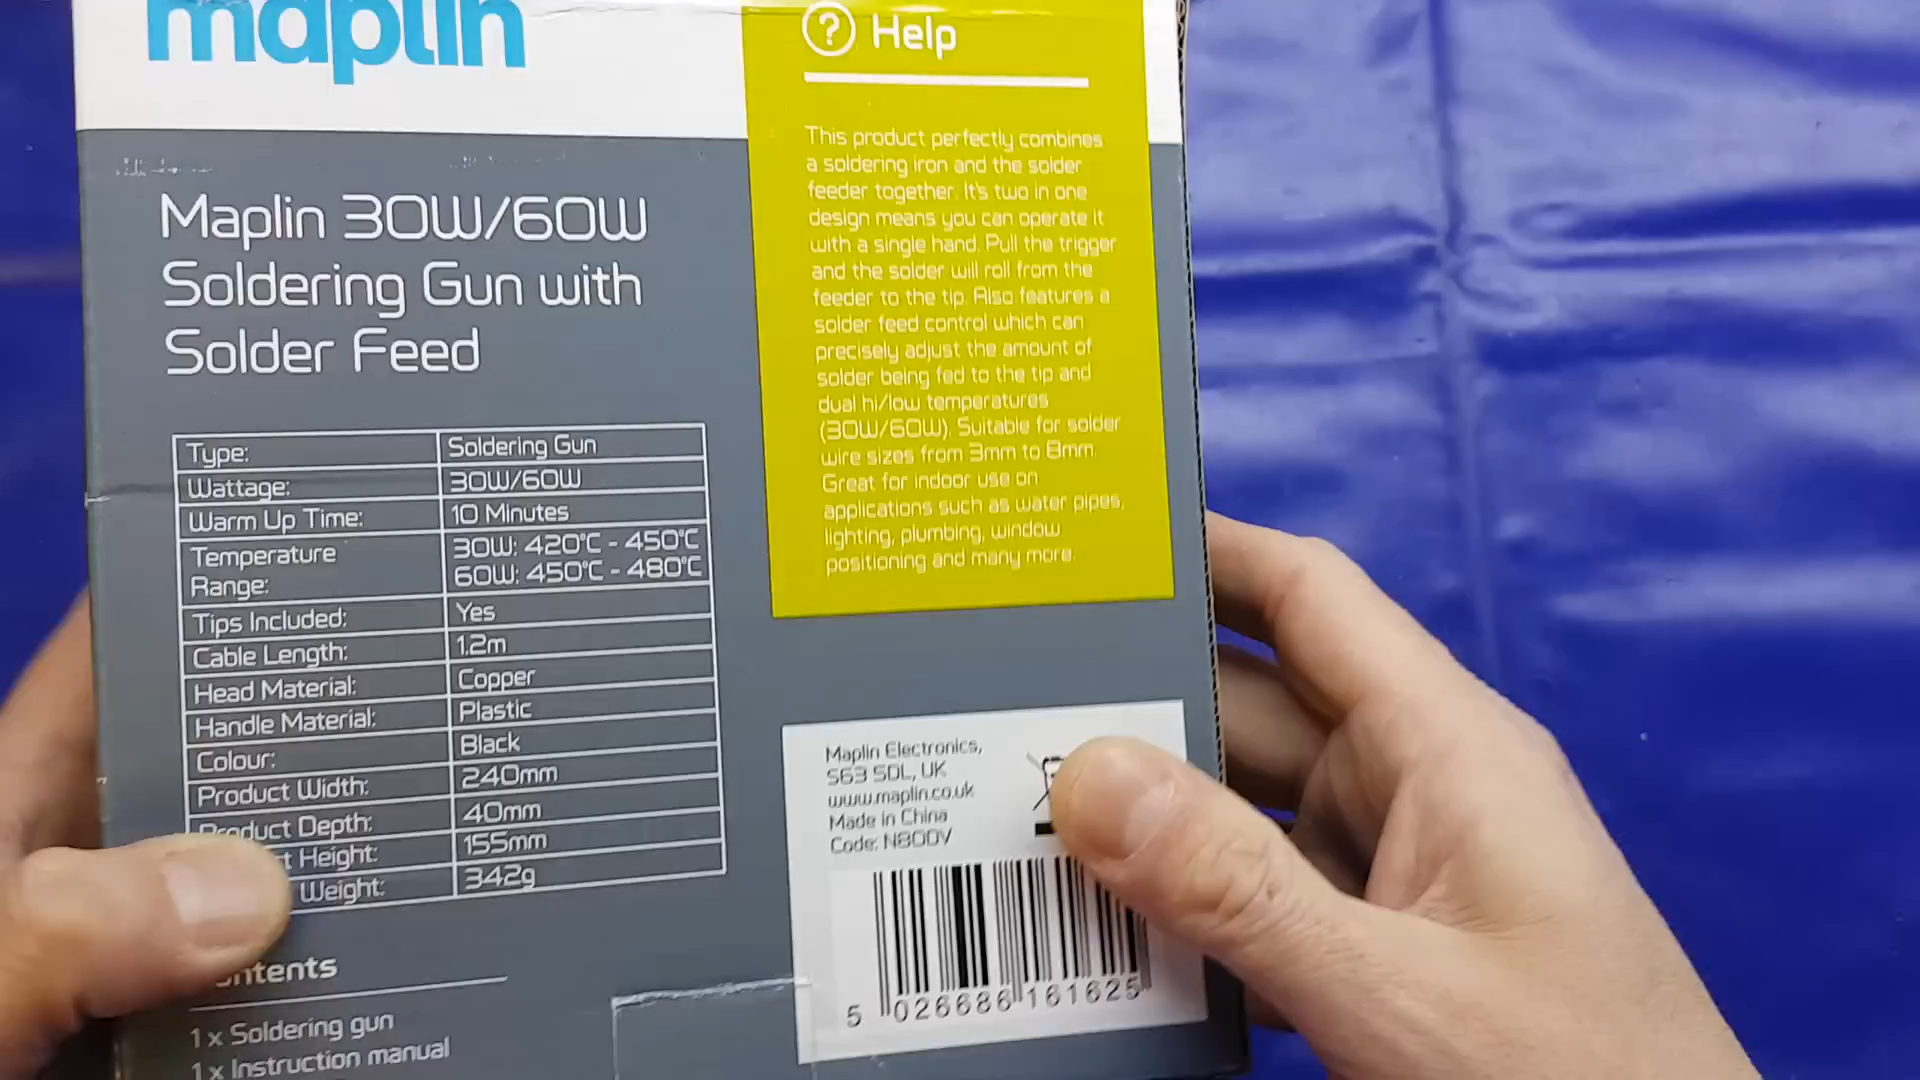 maplin
Maplin 30W/60W
Soldering Gun with
Solder Feed
Type: Soldering Gun
Wattage: 30W/60W
Warm Up Time: 10 Minutes
Temperature Range: 30W: 420°C - 450°C
60W: 450°C - 480°C
Tips Included: Yes
Cable Length: 1.2m
Head Material: Copper
Handle Material: Plastic
Colour: Black
Product Width: 240mm
Product Depth: 40mm
Height: 155mm
Weight: 342g
1 x Soldering gun
1 x Instruction manual
? Help
This product perfectly combines
a soldering iron and the solder
feeder together. It's two in one
design means you can operate it
with a single hand. Pull the trigger
and the solder will roll from the
feeder to the tip. Also features a
solder feed control which can
precisely adjust the amount of
solder being fed to the tip and
dual hi/low temperatures
(30W/60W). Suitable for solder
wire sizes from 3mm to 8mm.
Great for indoor use on
applications such as water pipes,
lighting, plumbing, window
positioning and many more.
Maplin Electronics,
S63 5DL, UK
www.maplin.co.uk
Made in China
Code: N80DV
5 026686 161625